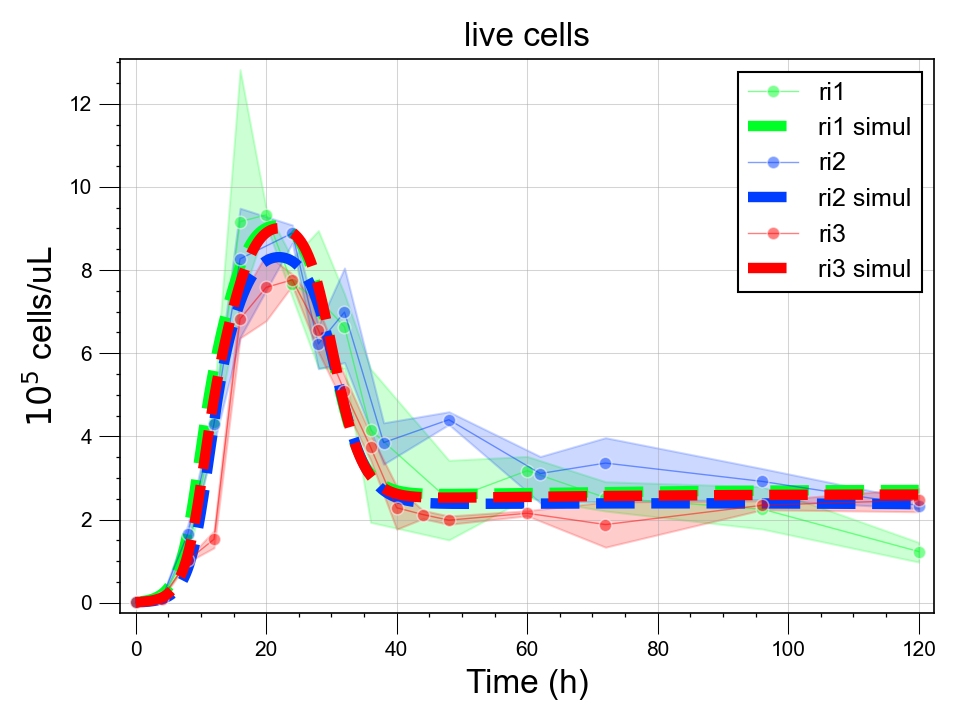 live cells
10⁵ cells/uL
12
10
8
6
4
2
0
ri1
ri1 simul
ri2
ri2 simul
ri3
ri3 simul
0 20 40 60 80 100 120
Time (h)